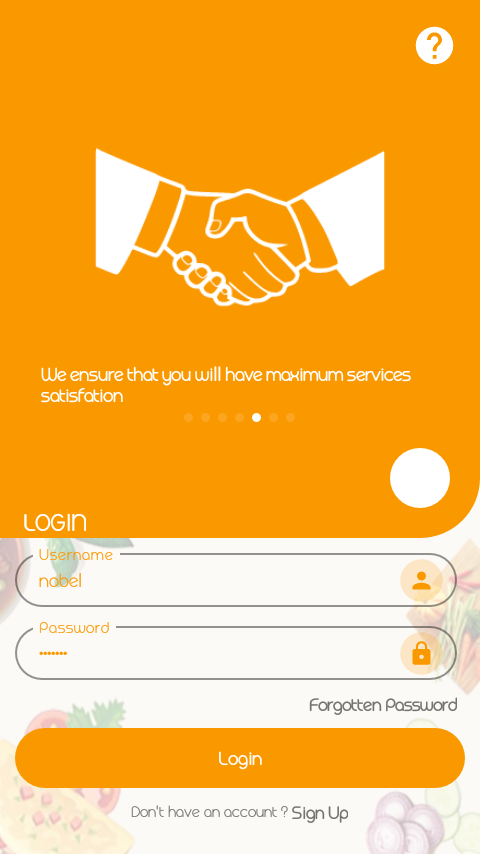 We ensure that you will have maximum services
satisfation
LOGIN
Username
nabel
Password
•••••••
Forgotten Password
Login
Don't have an account ? Sign Up